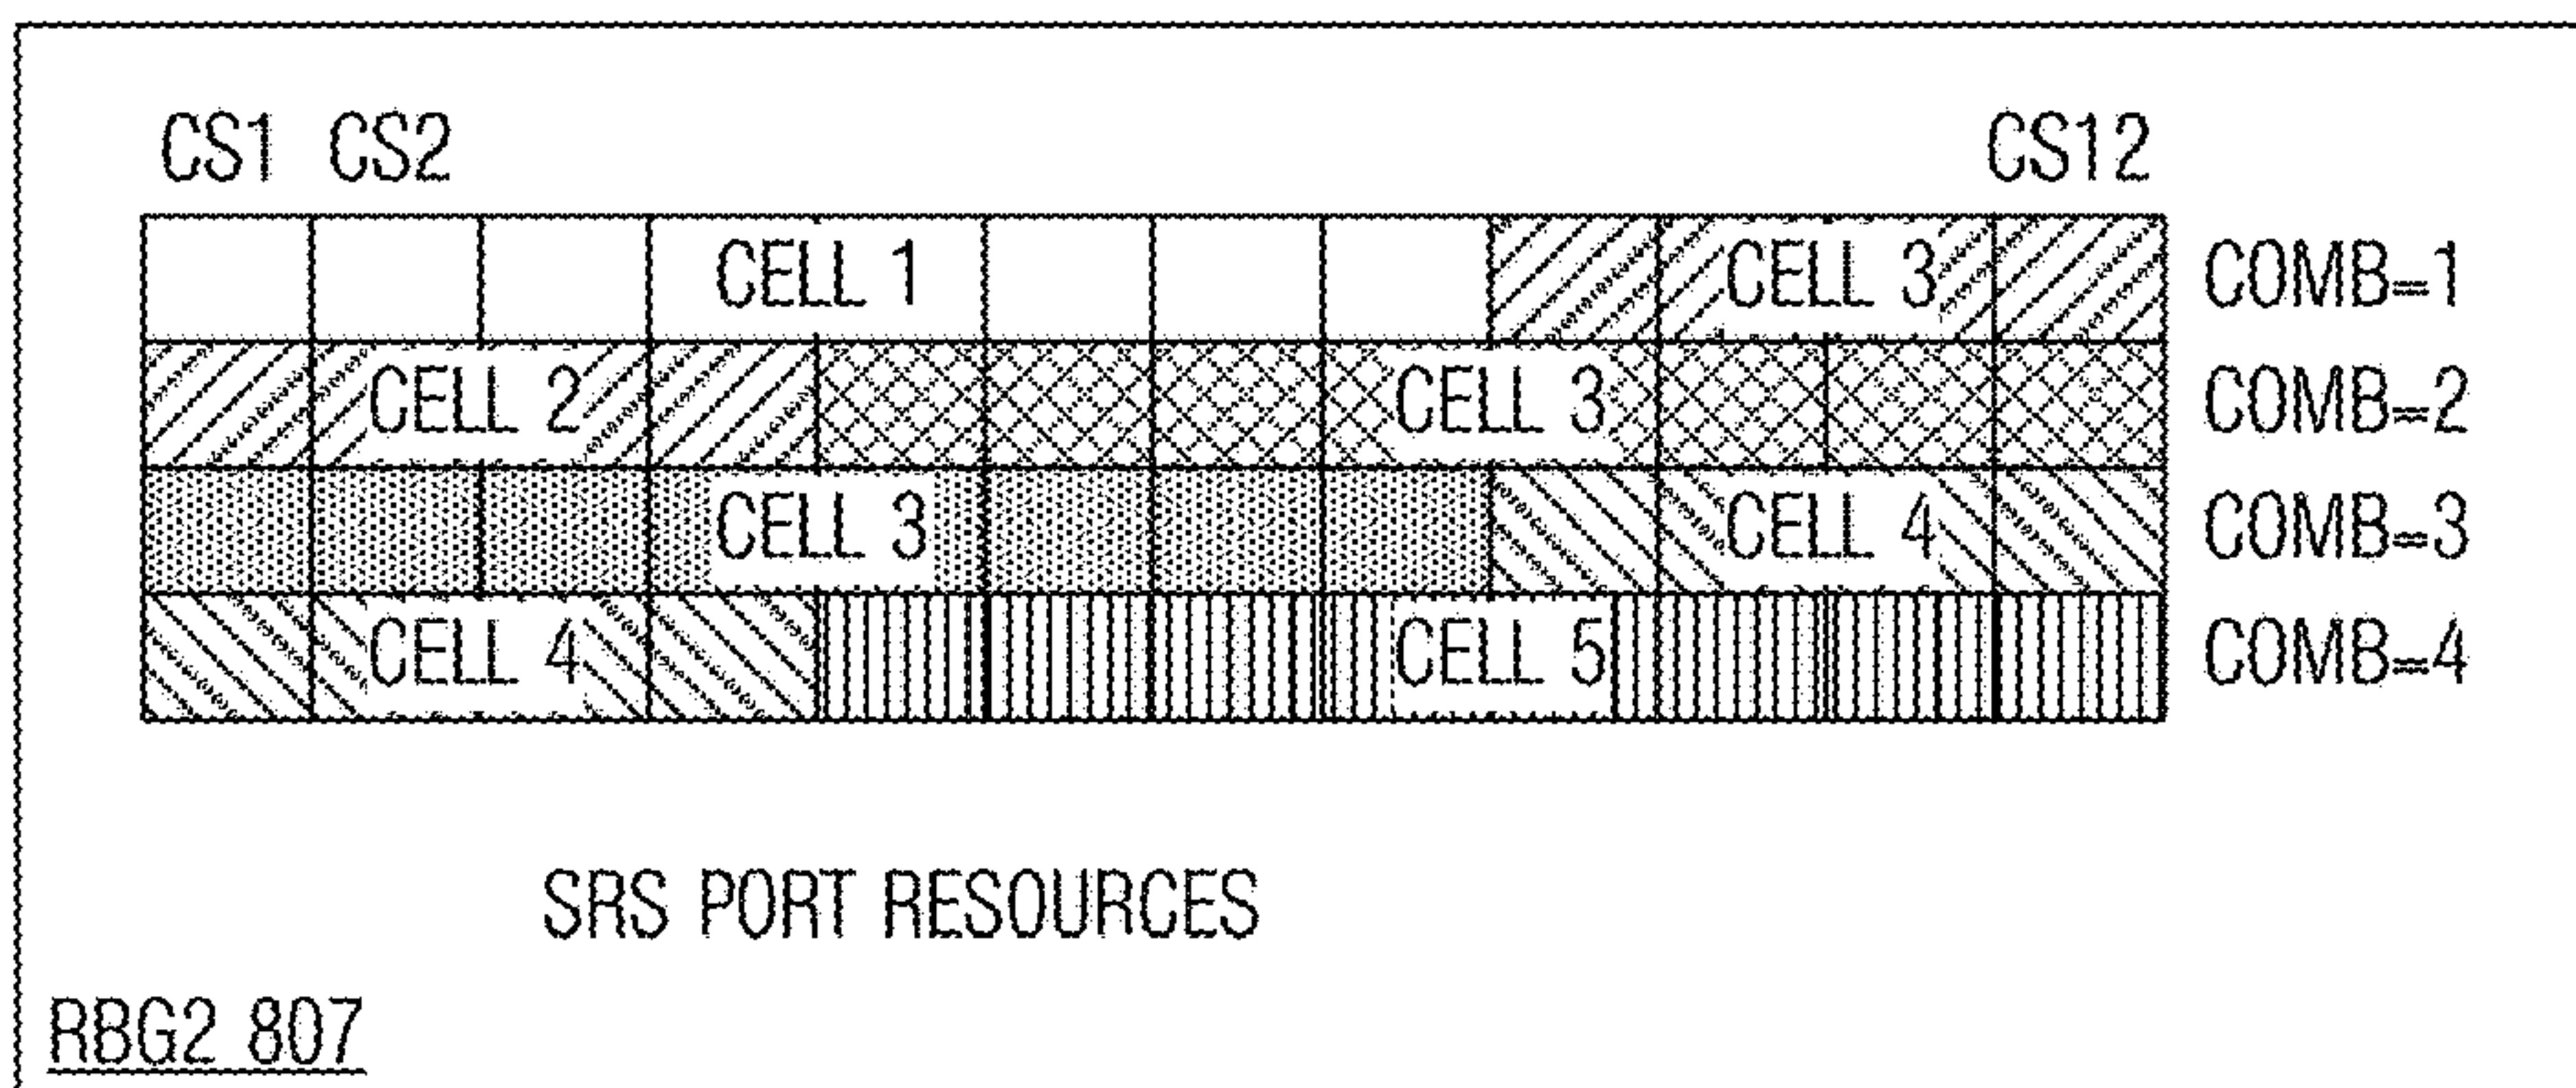 CS1 CS2 CS12
CELL 1 CELL 3 COMB=1
CELL 2 CELL 3 COMB=2
CELL 3 CELL 4 COMB=3
CELL 4 CELL 5 COMB=4
SRS PORT RESOURCES
RBG2 807